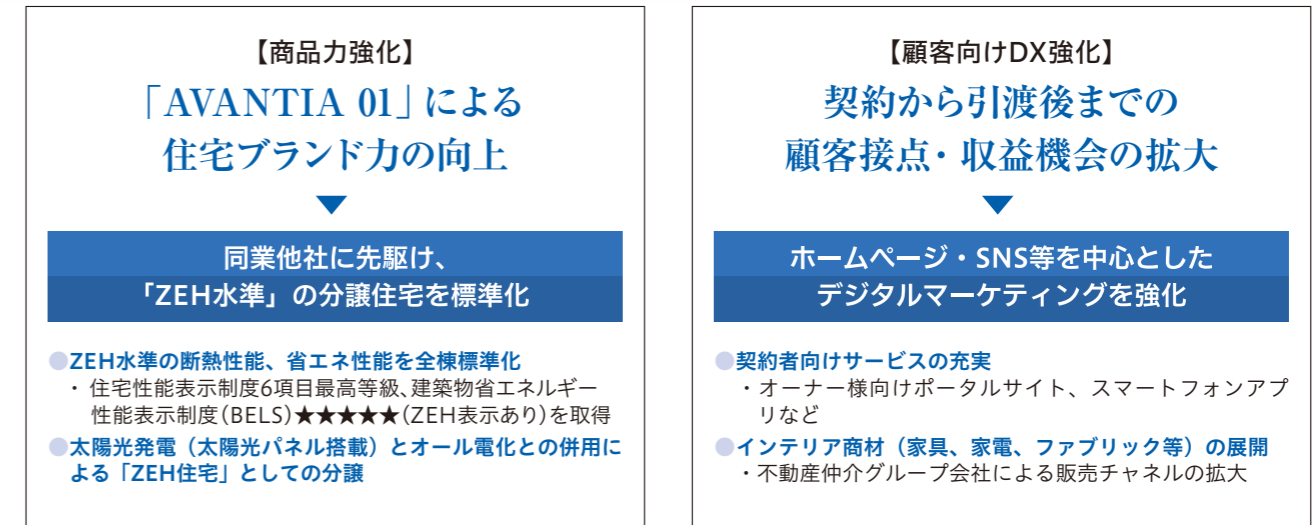 【商品力強化】
「AVANTIA 01」による
住宅ブランド力の向上
同業他社に先駆け、
「ZEH水準」の分譲住宅を標準化
●ZEH水準の断熱性能、省エネ性能を全棟標準化
・住宅性能表示制度6項目最高等級、建築物省エネルギー
性能表示制度(BELS)★★★★★(ZEH表示あり)を取得
●太陽光発電（太陽光パネル搭載）とオール電化との併用に
よる「ZEH住宅」としての分譲
【顧客向けDX強化】
契約から引渡後までの
顧客接点・収益機会の拡大
ホームページ・SNS等を中心とした
デジタルマーケティングを強化
●契約者向けサービスの充実
・オーナー様向けポータルサイト、スマートフォンアプ
リなど
●インテリア商材（家具、家電、ファブリック等）の展開
・不動産仲介グループ会社による販売チャネルの拡大